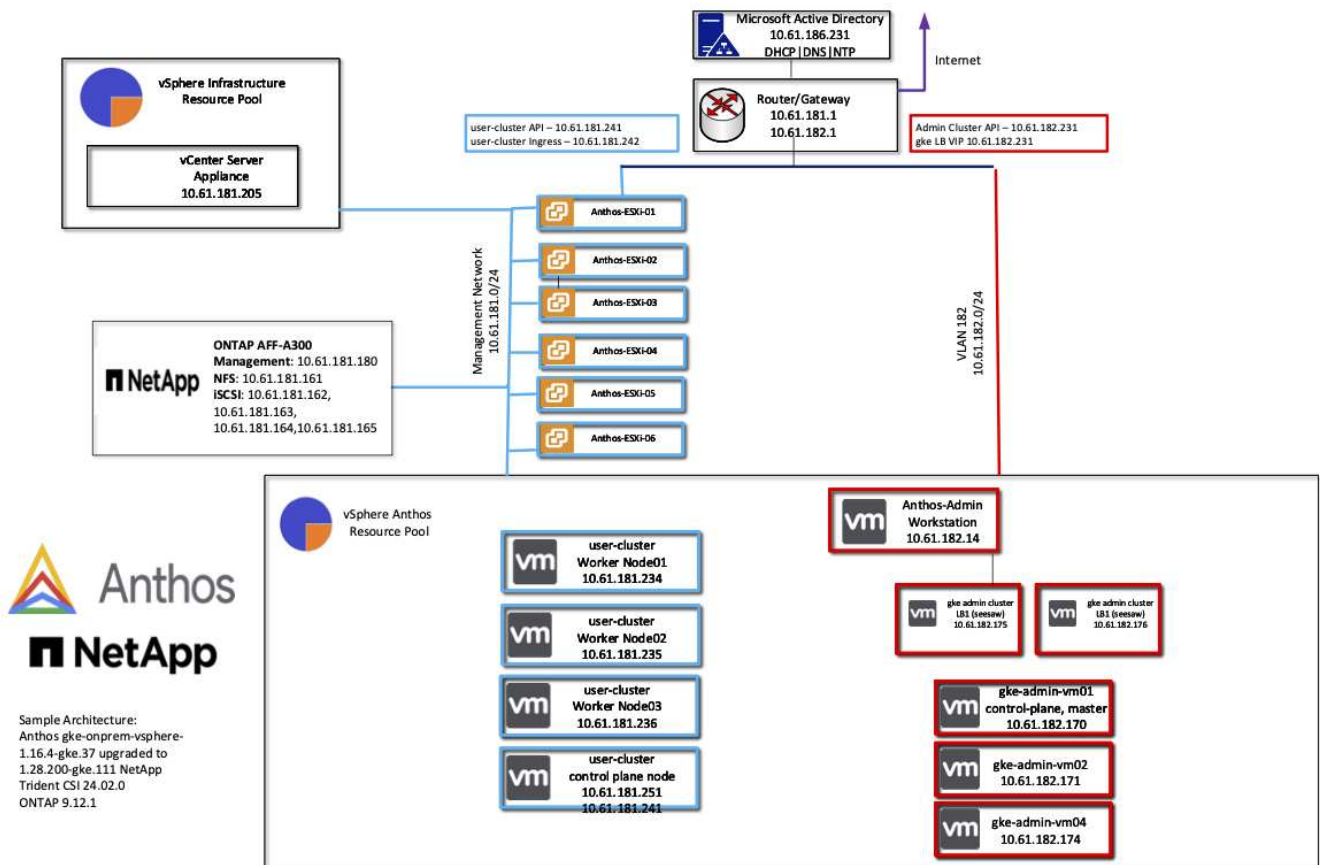 Microsoft Active Directory
10.61.186.231
DHCP|DNS|NTP
Internet
vSphere Infrastructure
Resource Pool
vCenter Server
Appliance
10.61.181.205
user-cluster API – 10.61.181.241
user-cluster Ingress – 10.61.181.242
Router/Gateway
10.61.181.1
10.61.182.1
Admin Cluster API – 10.61.182.231
gke LB VIP 10.61.182.231
Anthos-ESXi-01
Anthos-ESXi-02
Anthos-ESXi-03
Anthos-ESXi-04
Anthos-ESXi-05
Anthos-ESXi-06
Management Network
10.61.181.0/24
VLAN 182
10.61.182.0/24
NetApp
ONTAP AFF-A300
Management: 10.61.181.180
NFS: 10.61.181.161
iSCSI: 10.61.181.162,
10.61.181.163,
10.61.181.164,10.61.181.165
vSphere Anthos
Resource Pool
vm
user-cluster
Worker Node01
10.61.181.234
vm
user-cluster
Worker Node02
10.61.181.235
vm
user-cluster
Worker Node03
10.61.181.236
vm
user-cluster
control plane node
10.61.181.251
10.61.181.241
vm
Anthos-Admin
Workstation
10.61.182.14
vm
gke admin cluster
LB1 (seesaw)
10.61.182.175
vm
gke admin cluster
LB1 (seesaw)
10.61.182.176
vm
gke-admin-vm01
control-plane, master
10.61.182.170
vm
gke-admin-vm02
10.61.182.171
vm
gke-admin-vm04
10.61.182.174
Anthos
NetApp
Sample Architecture:
Anthos gke-onprem-vsphere-
1.16.4-gke.37 upgraded to
1.28.200-gke.111 NetApp
Trident CSI 24.02.0
ONTAP 9.12.1